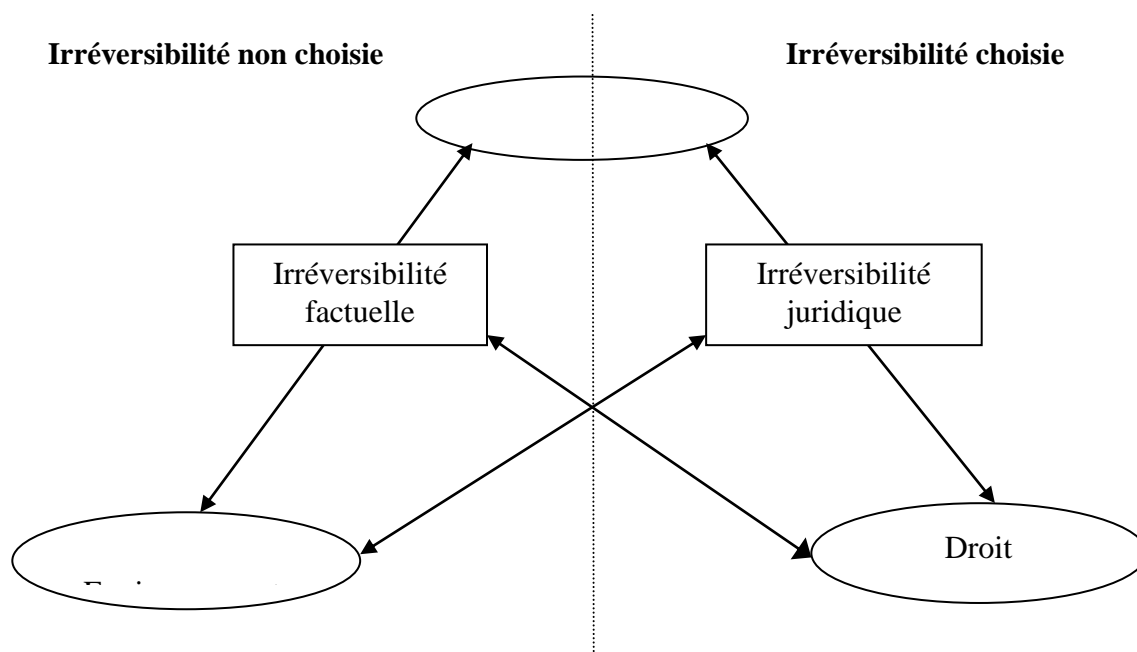 Irréversibilité non choisie
Irréversibilité choisie
Irréversibilité
factuelle
Irréversibilité
juridique
Droit